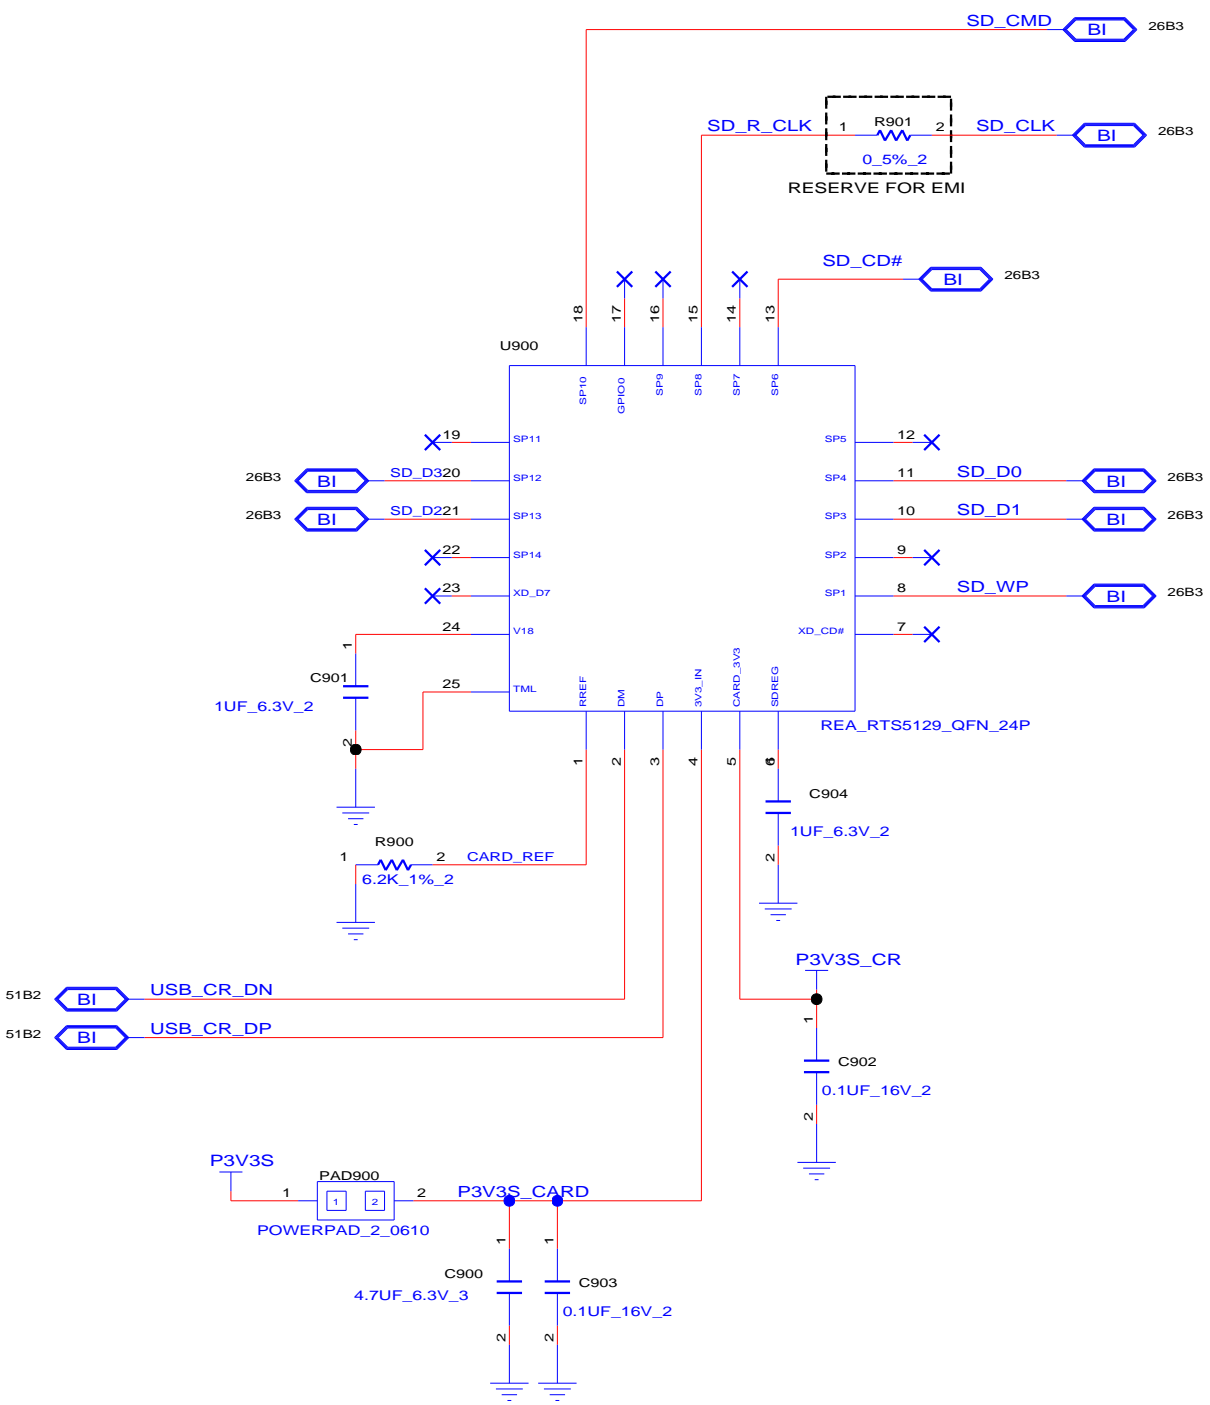 SD_CMD BI 26B3
SD_R_CLK 1 R901 2 SD_CLK BI 26B3
0_5%_2
RESERVE FOR EMI
SD_CD# BI 26B3
18 17 16 15 14 13
U900
SP10 GPIO0 SP9 SP8 SP7 SP6
19 SP11 SP5 12
26B3 BI SD_D3 20 SP12 SP4 11 SD_D0 BI 26B3
26B3 BI SD_D2 21 SP13 SP3 10 SD_D1 BI 26B3
22 SP14 SP2 9
23 XD_D7 SP1 8 SD_WP BI 26B3
24 V18 XD_CD# 7
1
C901
1UF_6.3V_2
2
25 TML
RREF DM DP 3V3_IN CARD_3V3 SDREG
REA_RTS5129_QFN_24P
1 2 3 4 5 6
C904
1UF_6.3V_2
2
R900
1 2 CARD_REF
6.2K_1%_2
P3V3S_CR
51B2 BI USB_CR_DN
51B2 BI USB_CR_DP
1
C902
0.1UF_16V_2
2
P3V3S
PAD900
1 1 2 2 P3V3S_CARD
POWERPAD_2_0610
1 1
C900 C903
4.7UF_6.3V_3 0.1UF_16V_2
2 2